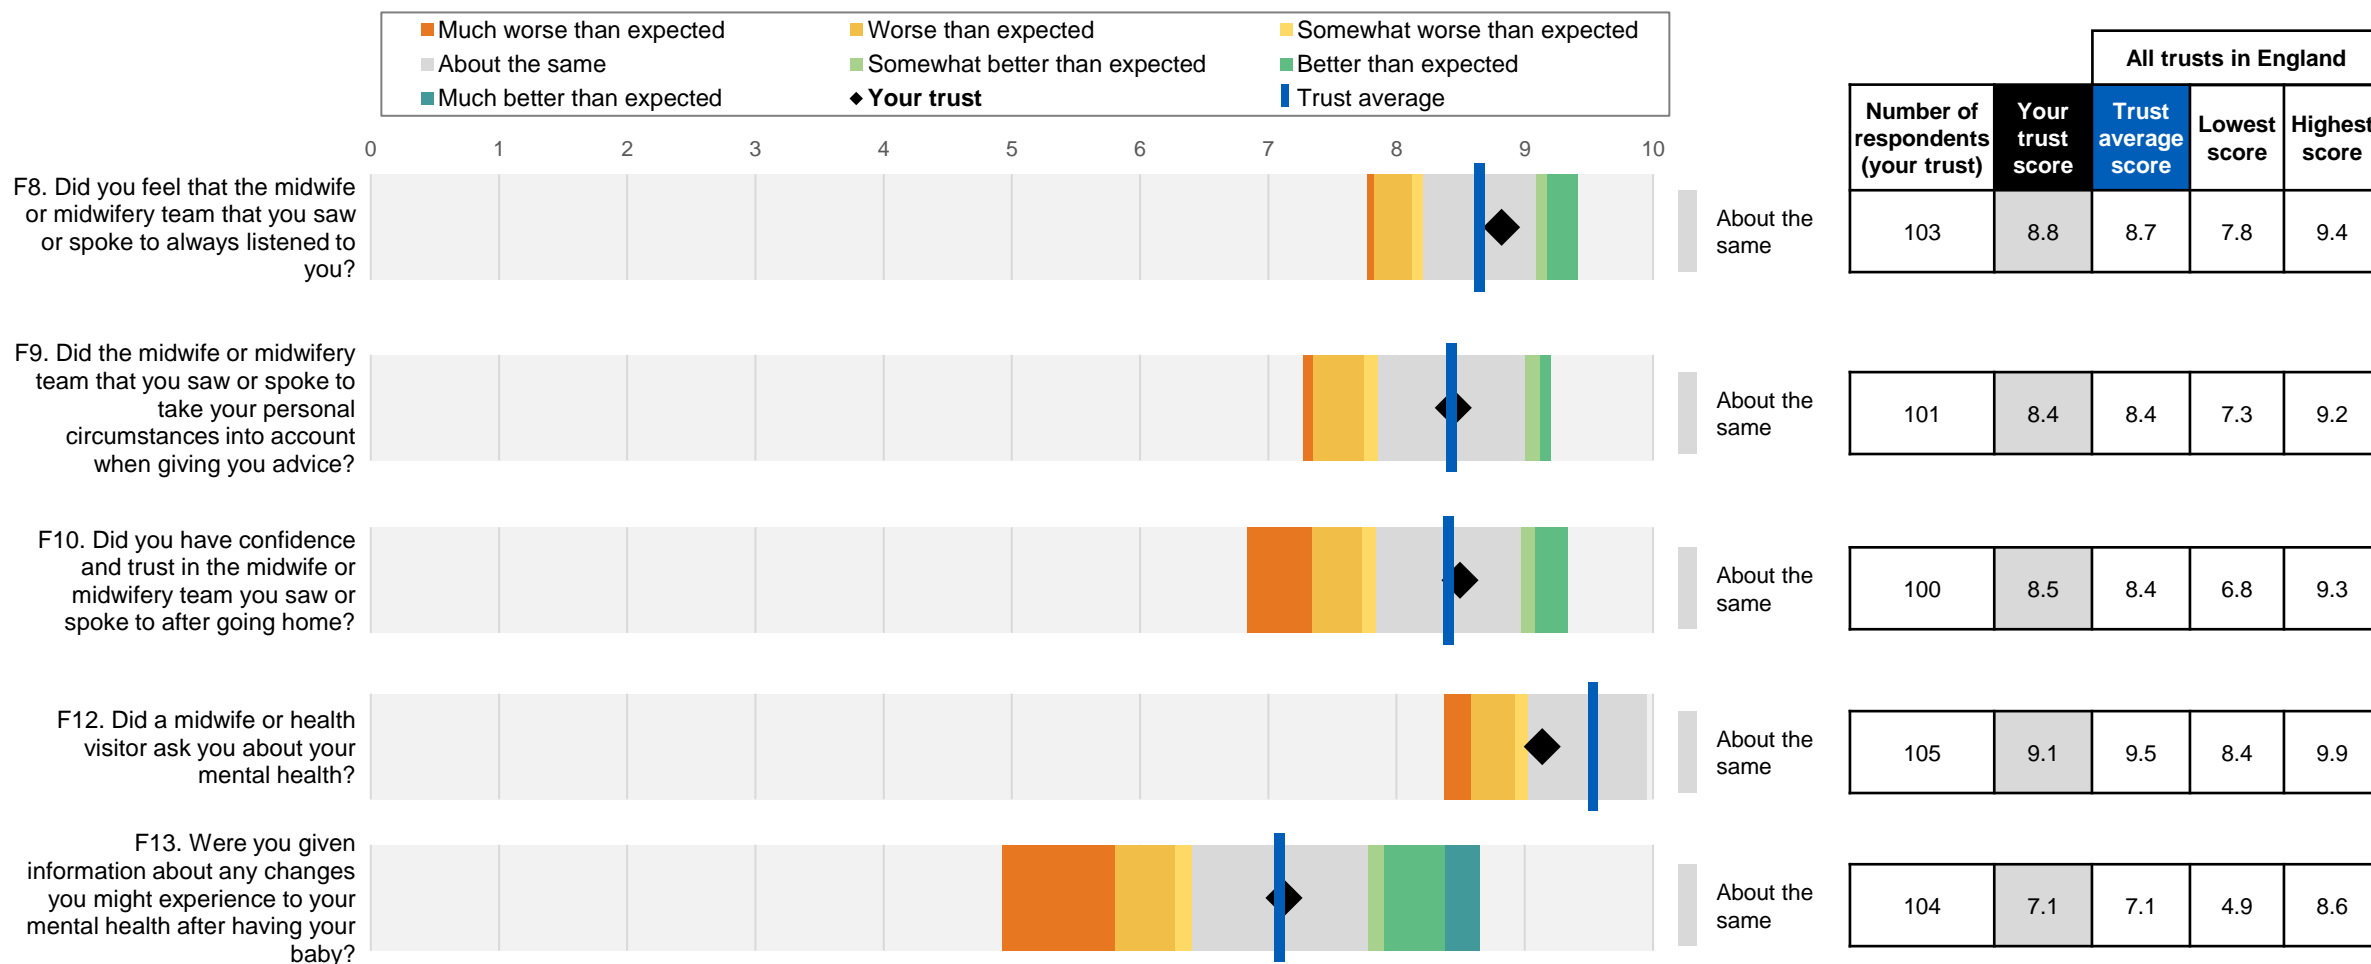 Much worse than expected
Worse than expected
Somewhat worse than expected
About the same
Somewhat better than expected
Better than expected
Much better than expected
Your trust
Trust average
All trusts in England
Number of
respondents
(your trust)
Your
trust
score
Trust
average
score
Lowest
score
Highest
score
0 1 2 3 4 5 6 7 8 9 10
F8. Did you feel that the midwife
or midwifery team that you saw
or spoke to always listened to
you?
About the
same
103 8.8 8.7 7.8 9.4
F9. Did the midwife or midwifery
team that you saw or spoke to
take your personal
circumstances into account
when giving you advice?
About the
same
101 8.4 8.4 7.3 9.2
F10. Did you have confidence
and trust in the midwife or
midwifery team you saw or
spoke to after going home?
About the
same
100 8.5 8.4 6.8 9.3
F12. Did a midwife or health
visitor ask you about your
mental health?
About the
same
105 9.1 9.5 8.4 9.9
F13. Were you given
information about any changes
you might experience to your
mental health after having your
baby?
About the
same
104 7.1 7.1 4.9 8.6